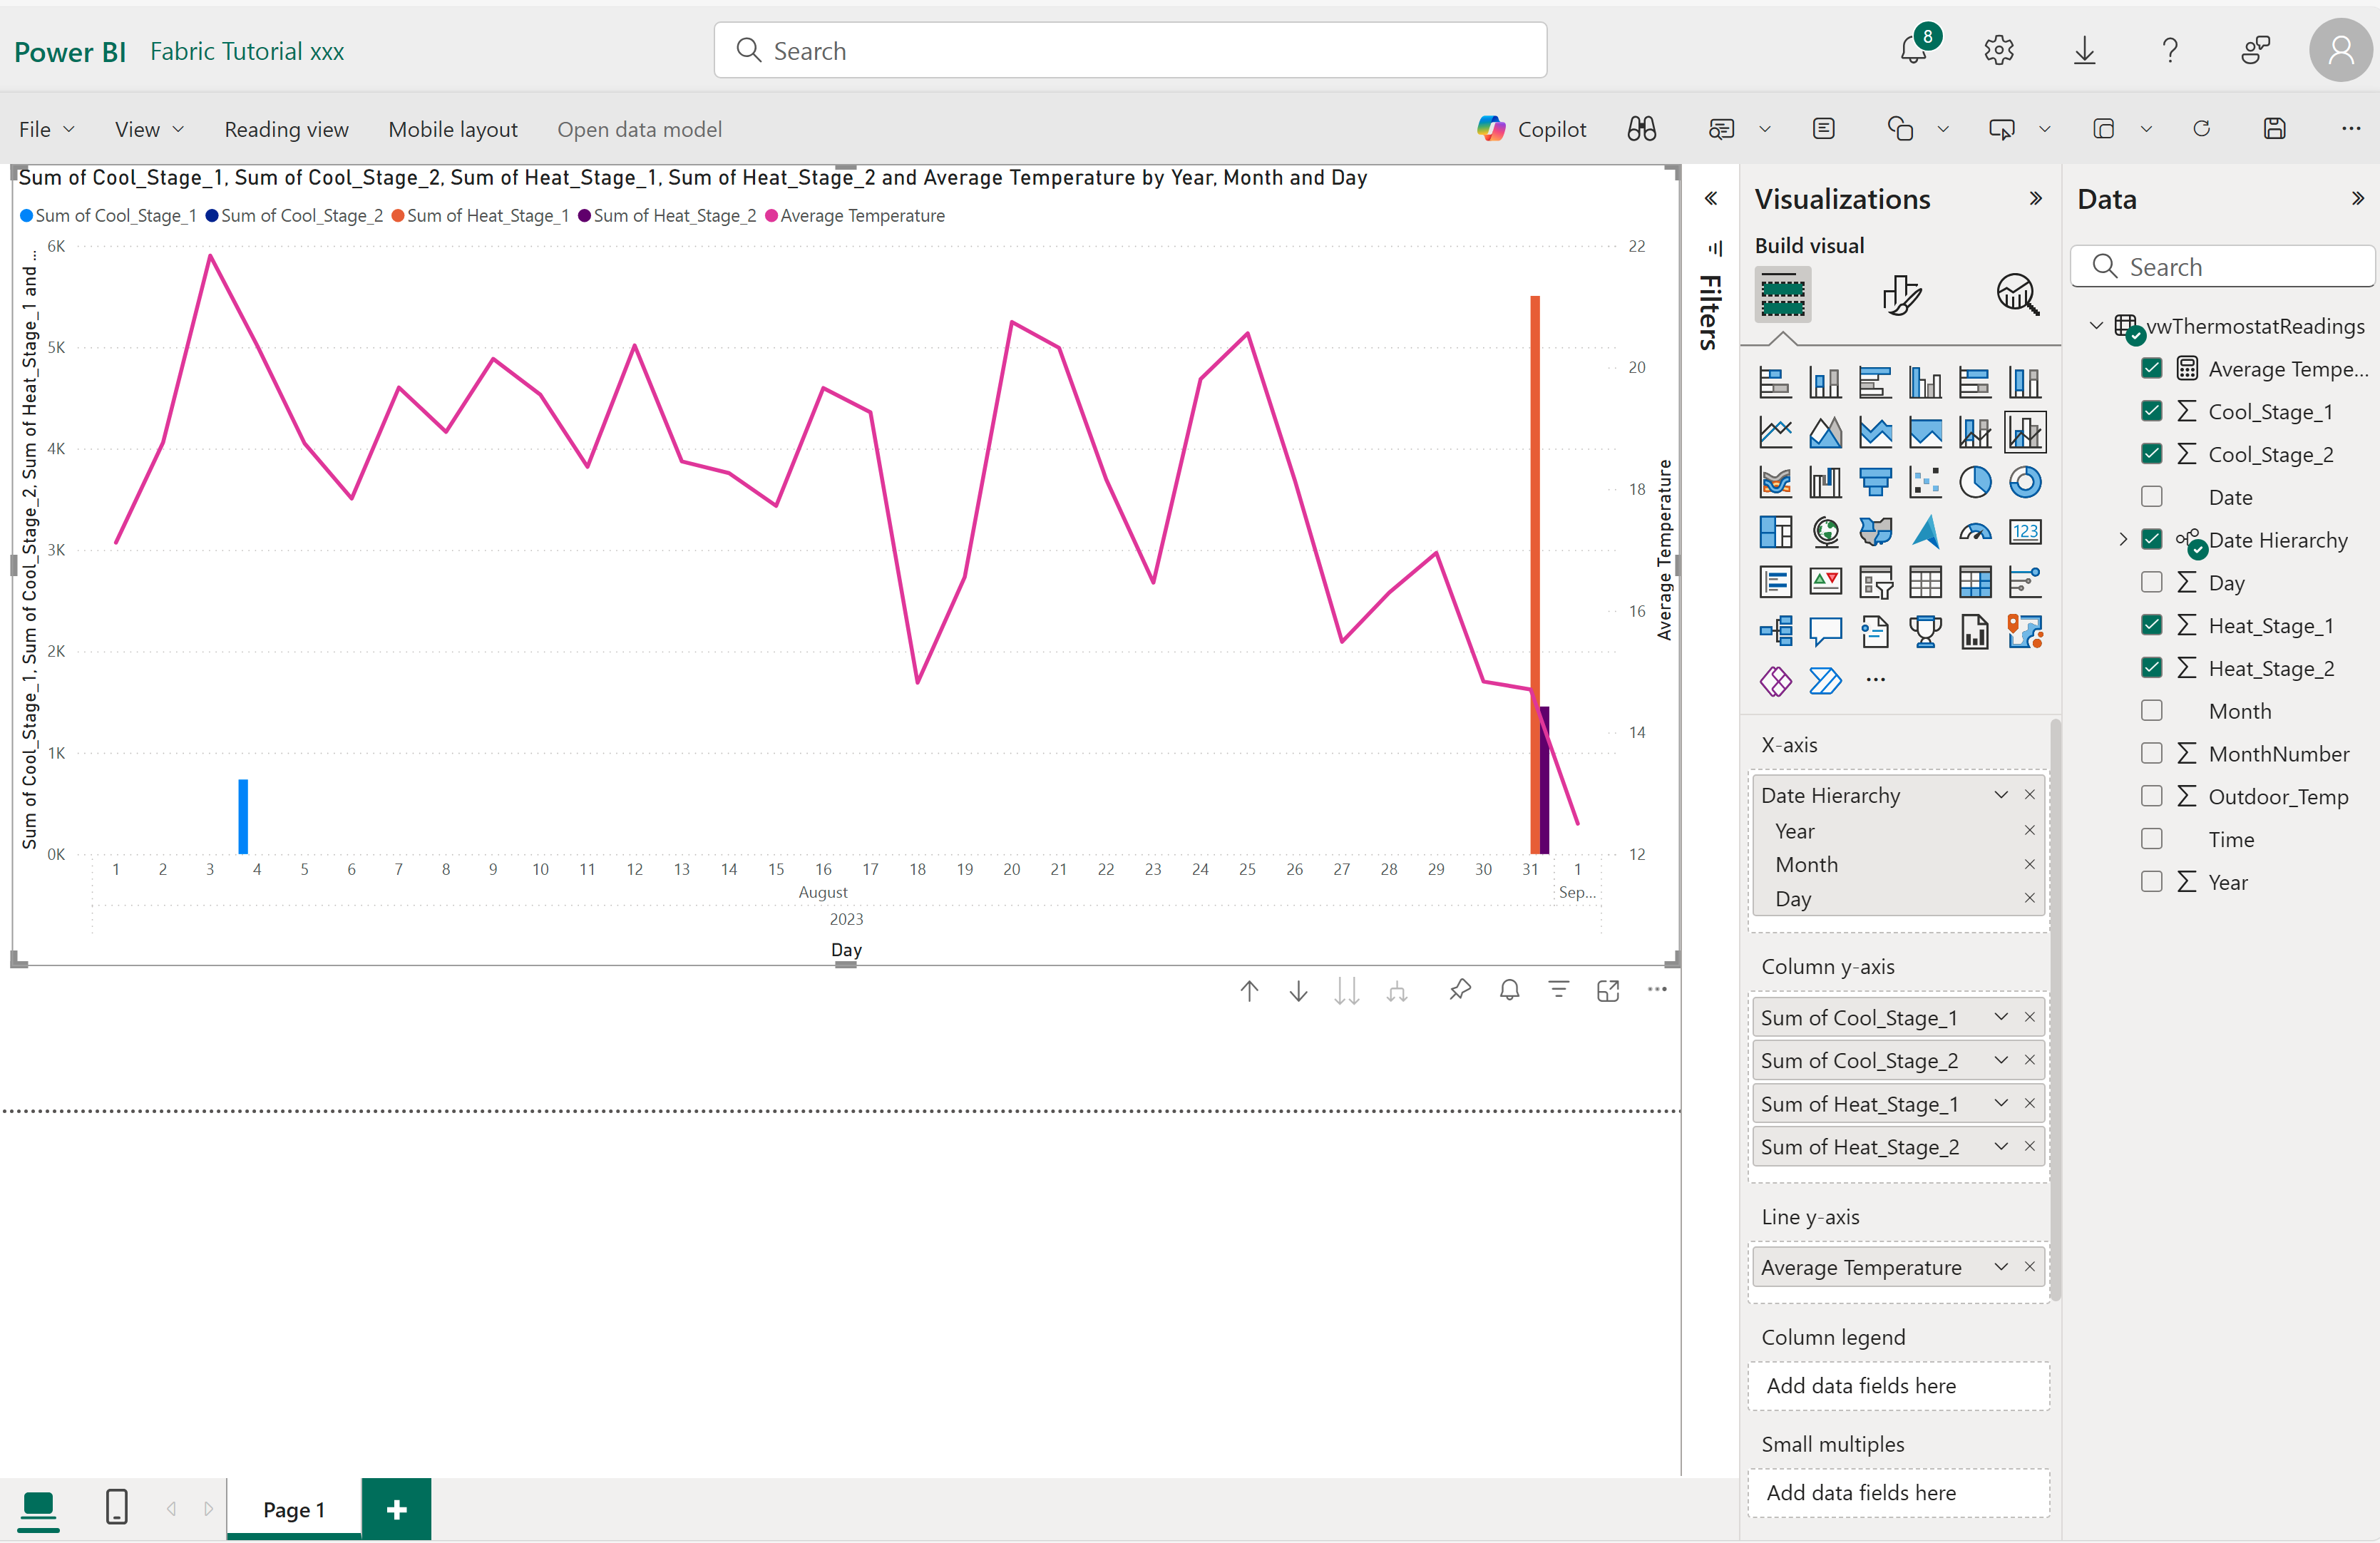 Power BI Fabric Tutorial xxx
Search
8
File View Reading view Mobile layout Open data model
Copilot
Sum of Cool_Stage_1, Sum of Cool_Stage_2, Sum of Heat_Stage_1, Sum of Heat_Stage_2 and Average Temperature by Year, Month and Day
Sum of Cool_Stage_1 Sum of Cool_Stage_2 Sum of Heat_Stage_1 Sum of Heat_Stage_2 Average Temperature
Sum of Cool_Stage_1, Sum of Cool_Stage_2, Sum of Heat_Stage_1 and ...
6K
5K
4K
3K
2K
1K
0K
22
20
18
16
14
12
Average Temperature
1 2 3 4 5 6 7 8 9 10 11 12 13 14 15 16 17 18 19 20 21 22 23 24 25 26 27 28 29 30 31 1
August Sep...
2023
Day
Filters
Visualizations
Build visual
123
X-axis
Date Hierarchy
Year
Month
Day
Column y-axis
Sum of Cool_Stage_1
Sum of Cool_Stage_2
Sum of Heat_Stage_1
Sum of Heat_Stage_2
Line y-axis
Average Temperature
Column legend
Add data fields here
Small multiples
Add data fields here
Data
Search
vwThermostatReadings
Average Tempe...
Cool_Stage_1
Cool_Stage_2
Date
Date Hierarchy
Day
Heat_Stage_1
Heat_Stage_2
Month
MonthNumber
Outdoor_Temp
Time
Year
Page 1